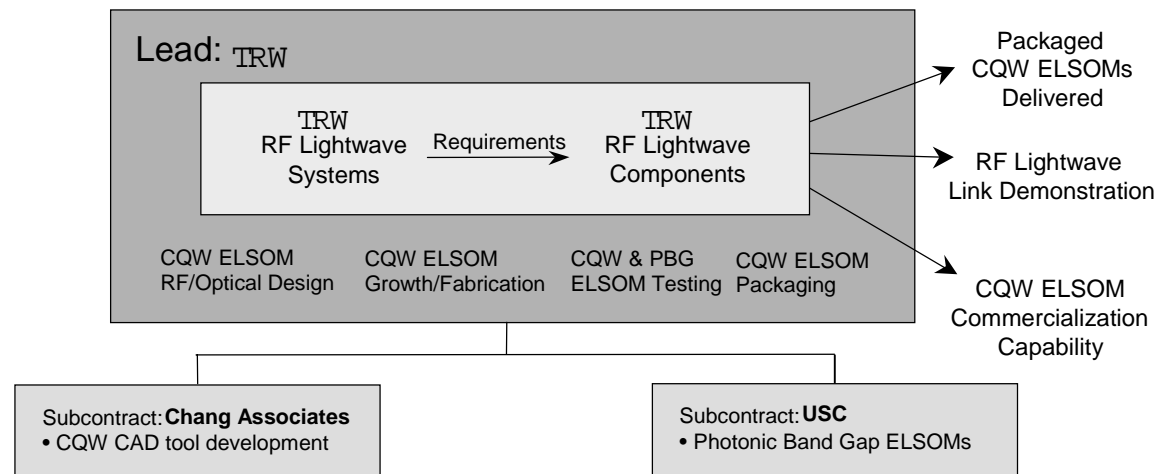 Lead: TRW
TRW
RF Lightwave
Systems
Requirements
TRW
RF Lightwave
Components
CQW ELSOM
RF/Optical Design
CQW ELSOM
Growth/Fabrication
CQW & PBG
ELSOM Testing
CQW ELSOM
Packaging
Packaged
CQW ELSOMs
Delivered
RF Lightwave
Link Demonstration
CQW ELSOM
Commercialization
Capability
Subcontract: Chang Associates
• CQW CAD tool development
Subcontract: USC
• Photonic Band Gap ELSOMs